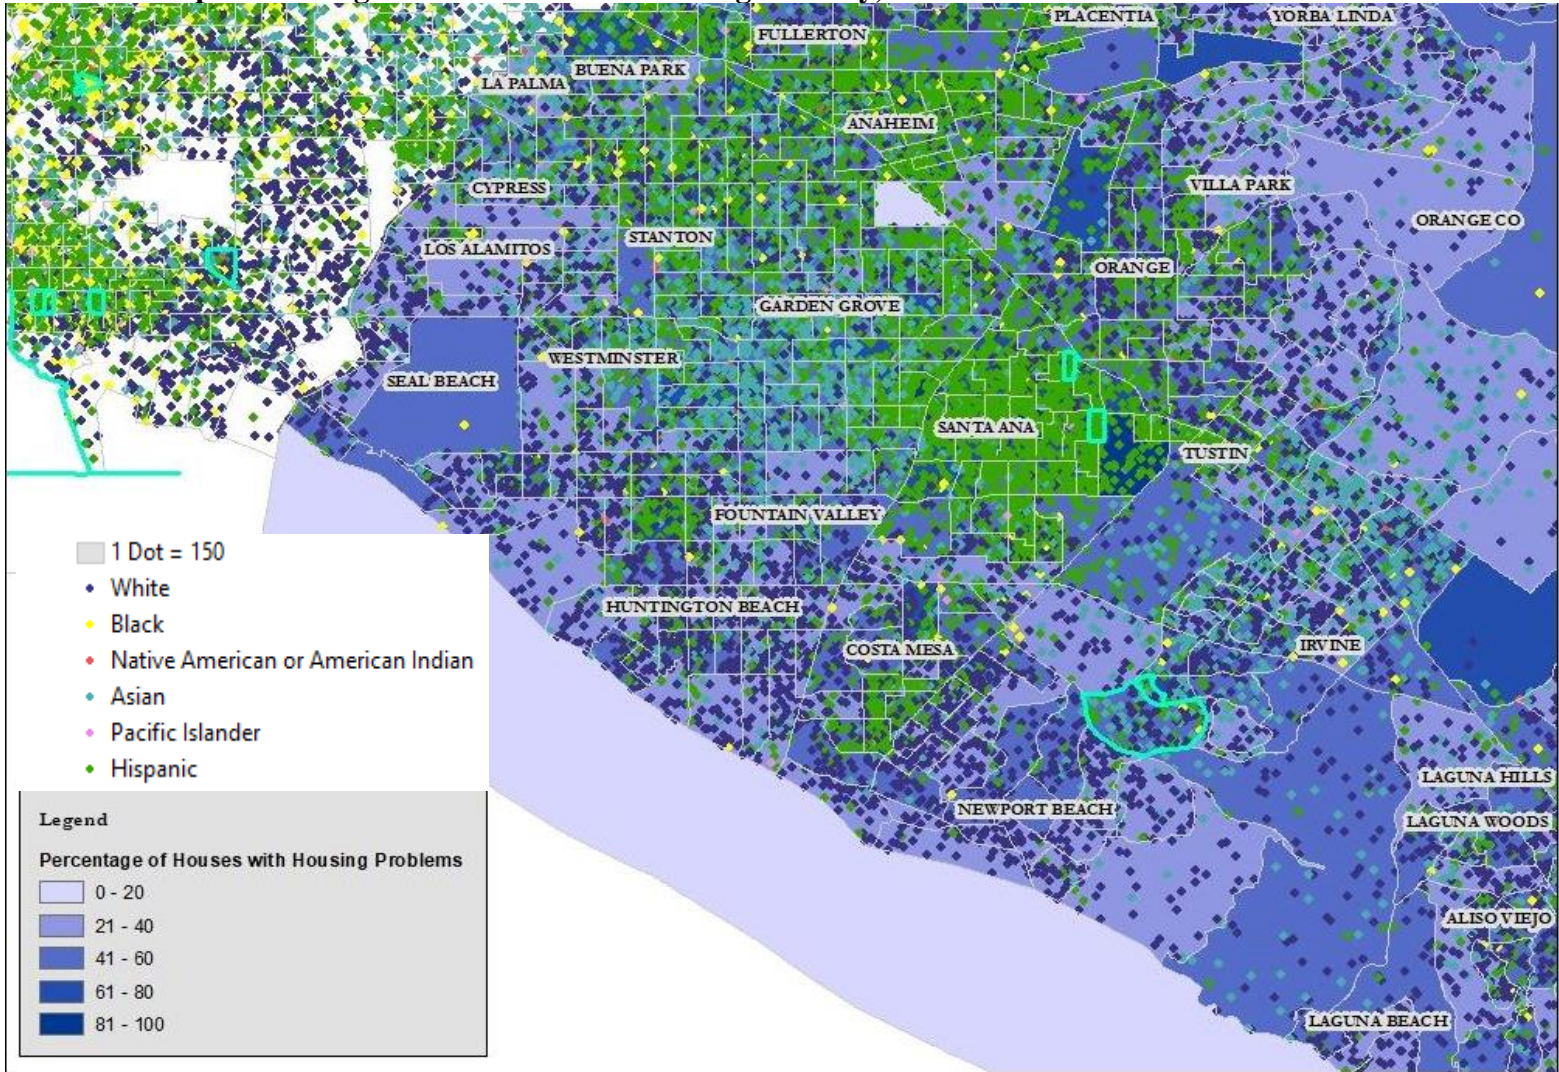 PLACENTIA
YORBA LINDA
FULLERTON
BUENA PARK
LA PALMA
ANAHEIM
CYPRESS
VILLA PARK
ORANGE CO
STANTON
LOS ALAMITOS
ORANGE
GARDEN GROVE
WESTMINSTER
SEAL BEACH
SANTA ANA
TUSTIN
FOUNTAIN VALLEY
1 Dot = 150
White
Black
Native American or American Indian
Asian
Pacific Islander
Hispanic
HUNTINGTON BEACH
COSTA MESA
IRVINE
LAGUNA HILLS
NEWPORT BEACH
LAGUNA WOODS
ALISO VIEJO
LAGUNA BEACH
Legend
Percentage of Houses with Housing Problems
0 - 20
21 - 40
41 - 60
61 - 80
81 - 100